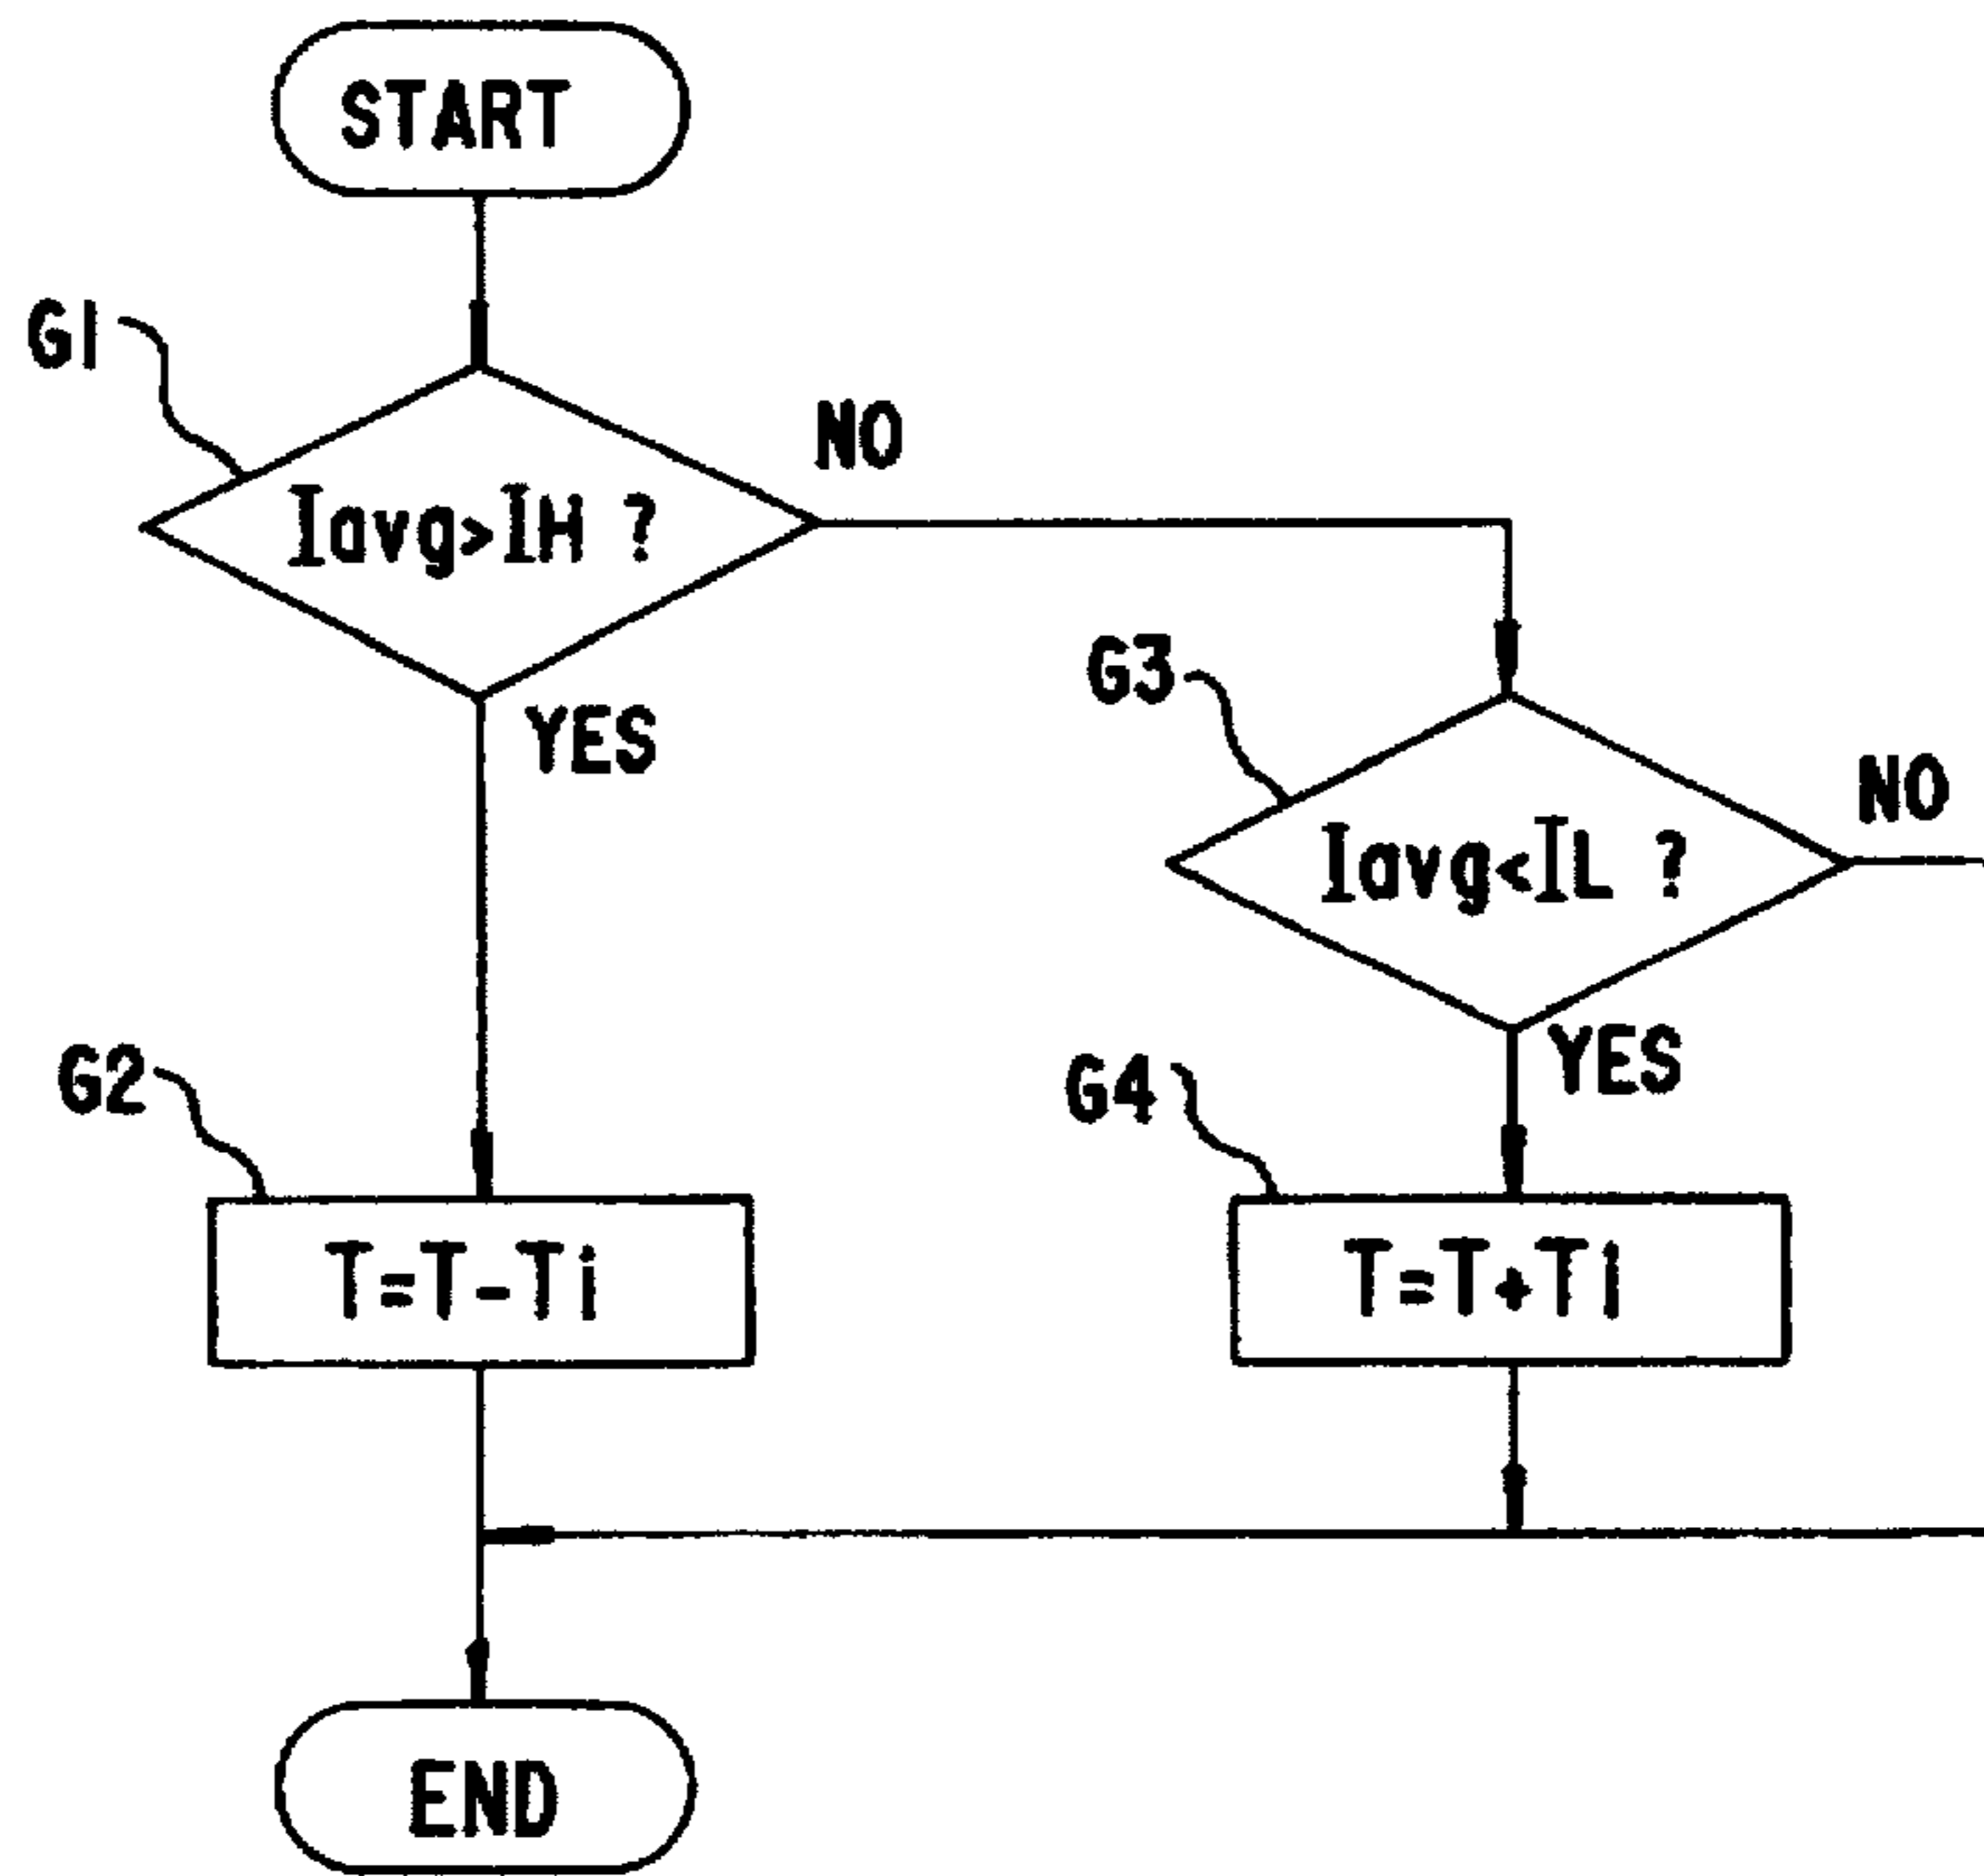 START
G1
Iavg>IH ?
NO
YES
G3
Iavg<IL ?
NO
YES
G2
T=T-Ti
G4
T=T+Ti
END